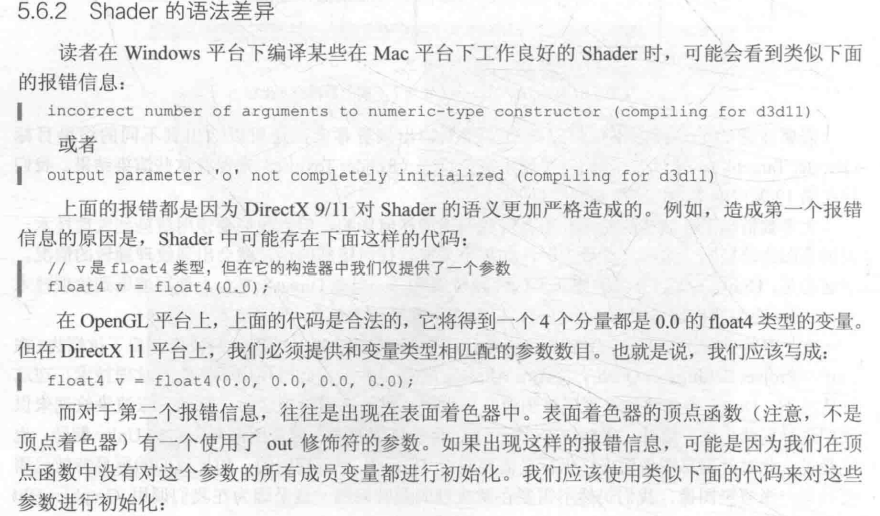 5.6.2 Shader 的语法差异
读者在 Windows 平台下编译某些在 Mac 平台下工作良好的 Shader 时，可能会看到类似下面
的报错信息：
incorrect number of arguments to numeric-type constructor (compiling for d3d11)
或者
output parameter 'o' not completely initialized (compiling for d3d11)
上面的报错都是因为 DirectX 9/11 对 Shader 的语义更加严格造成的。例如，造成第一个报错
信息的原因是，Shader 中可能存在下面这样的代码：
// v 是 float4 类型，但在它的构造器中我们仅提供了一个参数
float4 v = float4(0.0);
在 OpenGL 平台上，上面的代码是合法的，它将得到一个 4 个分量都是 0.0 的 float4 类型的变量。
但在 DirectX 11 平台上，我们必须提供和变量类型相匹配的参数数目。也就是说，我们应该写成：
float4 v = float4(0.0, 0.0, 0.0, 0.0);
而对于第二个报错信息，往往是出现在表面着色器中。表面着色器的顶点函数（注意，不是
顶点着色器）有一个使用了 out 修饰符的参数。如果出现这样的报错信息，可能是因为我们在顶
点函数中没有对这个参数的所有成员变量都进行初始化。我们应该使用类似下面的代码来对这些
参数进行初始化：